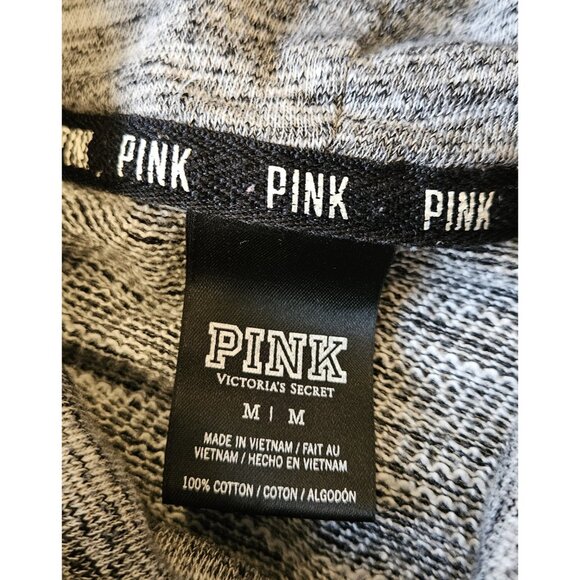 PINK PINK PINK PINK
PINK
VICTORIA'S SECRET
M | M
MADE IN VIETNAM / FAIT AU
VIETNAM / HECHO EN VIETNAM
100% COTTON / COTON / ALGODÓN